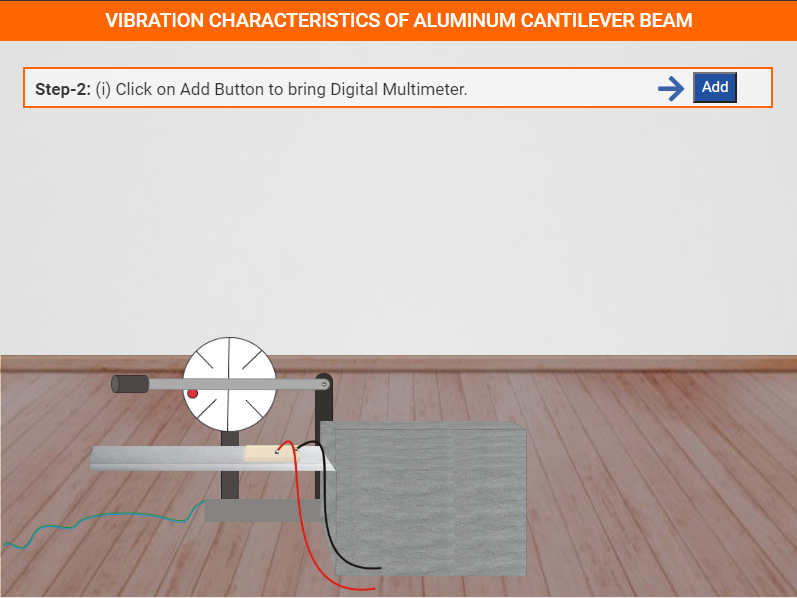 VIBRATION CHARACTERISTICS OF ALUMINUM CANTILEVER BEAM
Step-2: (i) Click on Add Button to bring Digital Multimeter.
Add